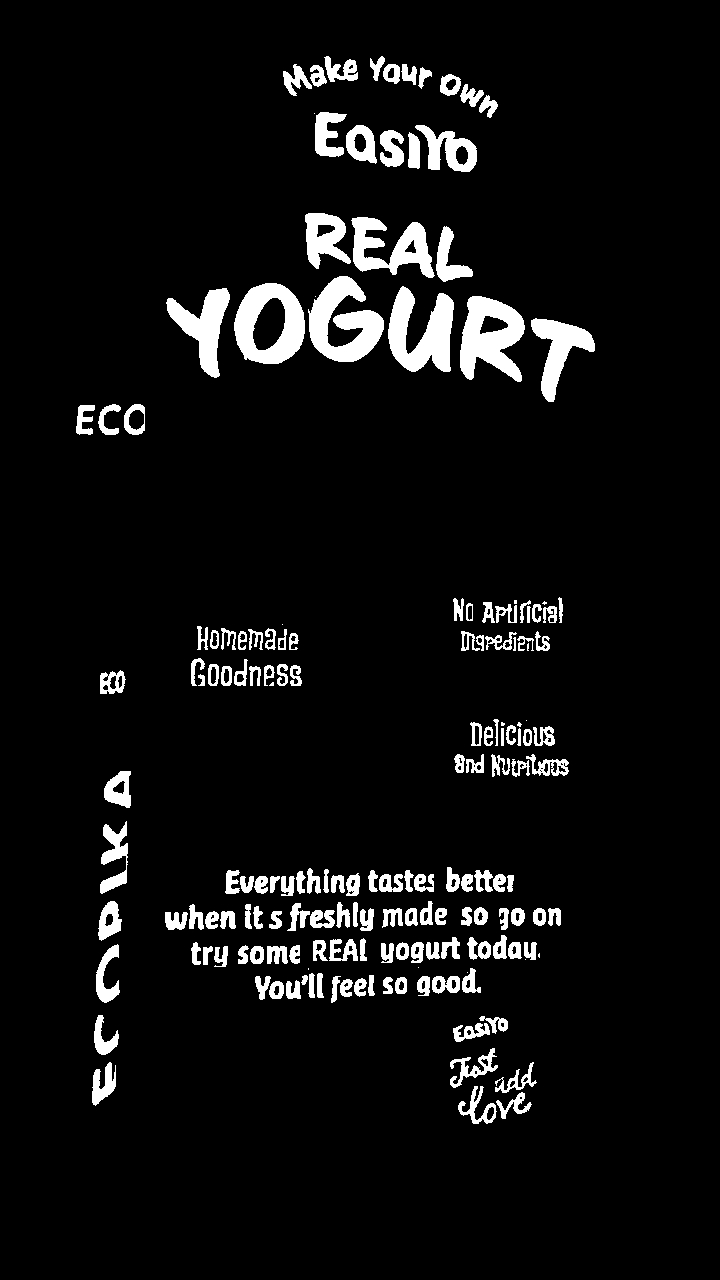 Make Your Own
EasiYo
REAL
YOGURT
ECO
No Artificial
Ingredients
Homemade
Goodness
ECO
Delicious
and Nutritious
ECOPIKA
Everything tastes better
when it s freshly made so go on
try some REAL yogurt today.
You'll feel so good.
EasiYo
Just
add
love